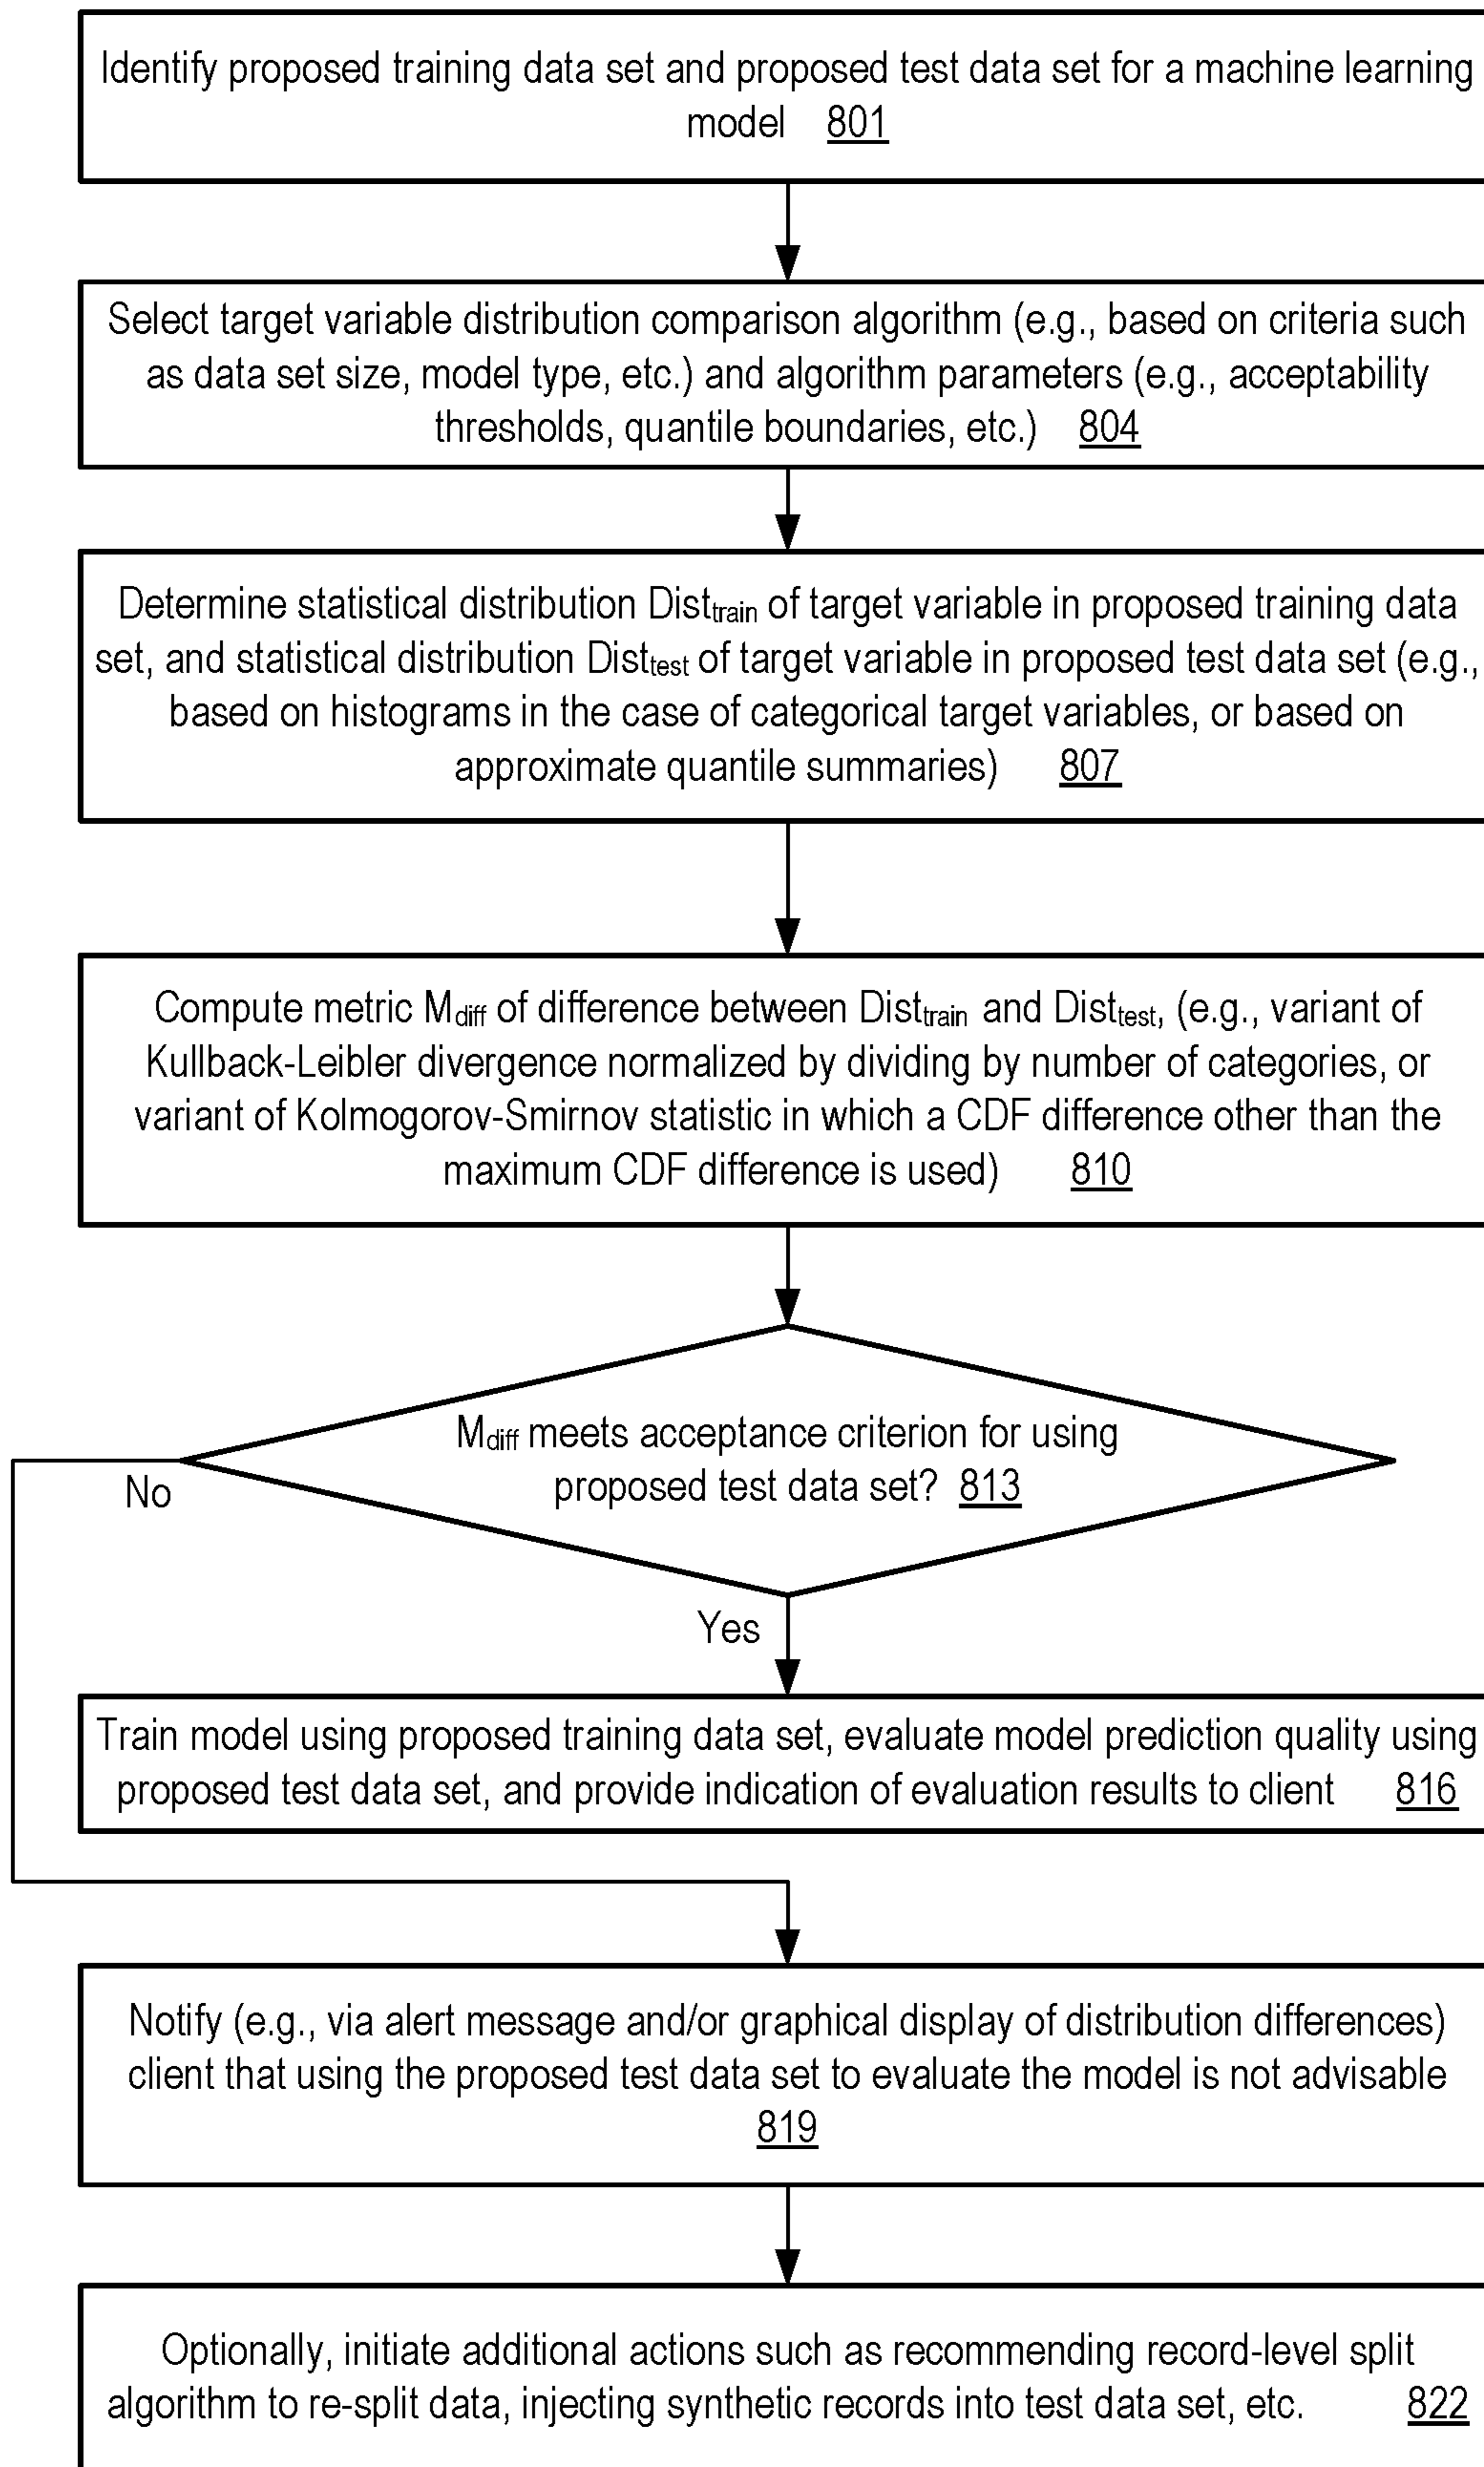 Identify proposed training data set and proposed test data set for a machine learning
model 801
Select target variable distribution comparison algorithm (e.g., based on criteria such
as data set size, model type, etc.) and algorithm parameters (e.g., acceptability
thresholds, quantile boundaries, etc.) 804
Determine statistical distribution Disttrain of target variable in proposed training data
set, and statistical distribution Disttest of target variable in proposed test data set (e.g.,
based on histograms in the case of categorical target variables, or based on
approximate quantile summaries) 807
Compute metric Mdiff of difference between Disttrain and Disttest, (e.g., variant of
Kullback-Leibler divergence normalized by dividing by number of categories, or
variant of Kolmogorov-Smirnov statistic in which a CDF difference other than the
maximum CDF difference is used) 810
Mdiff meets acceptance criterion for using
proposed test data set? 813
No
Yes
Train model using proposed training data set, evaluate model prediction quality using
proposed test data set, and provide indication of evaluation results to client 816
Notify (e.g., via alert message and/or graphical display of distribution differences)
client that using the proposed test data set to evaluate the model is not advisable
819
Optionally, initiate additional actions such as recommending record-level split
algorithm to re-split data, injecting synthetic records into test data set, etc. 822